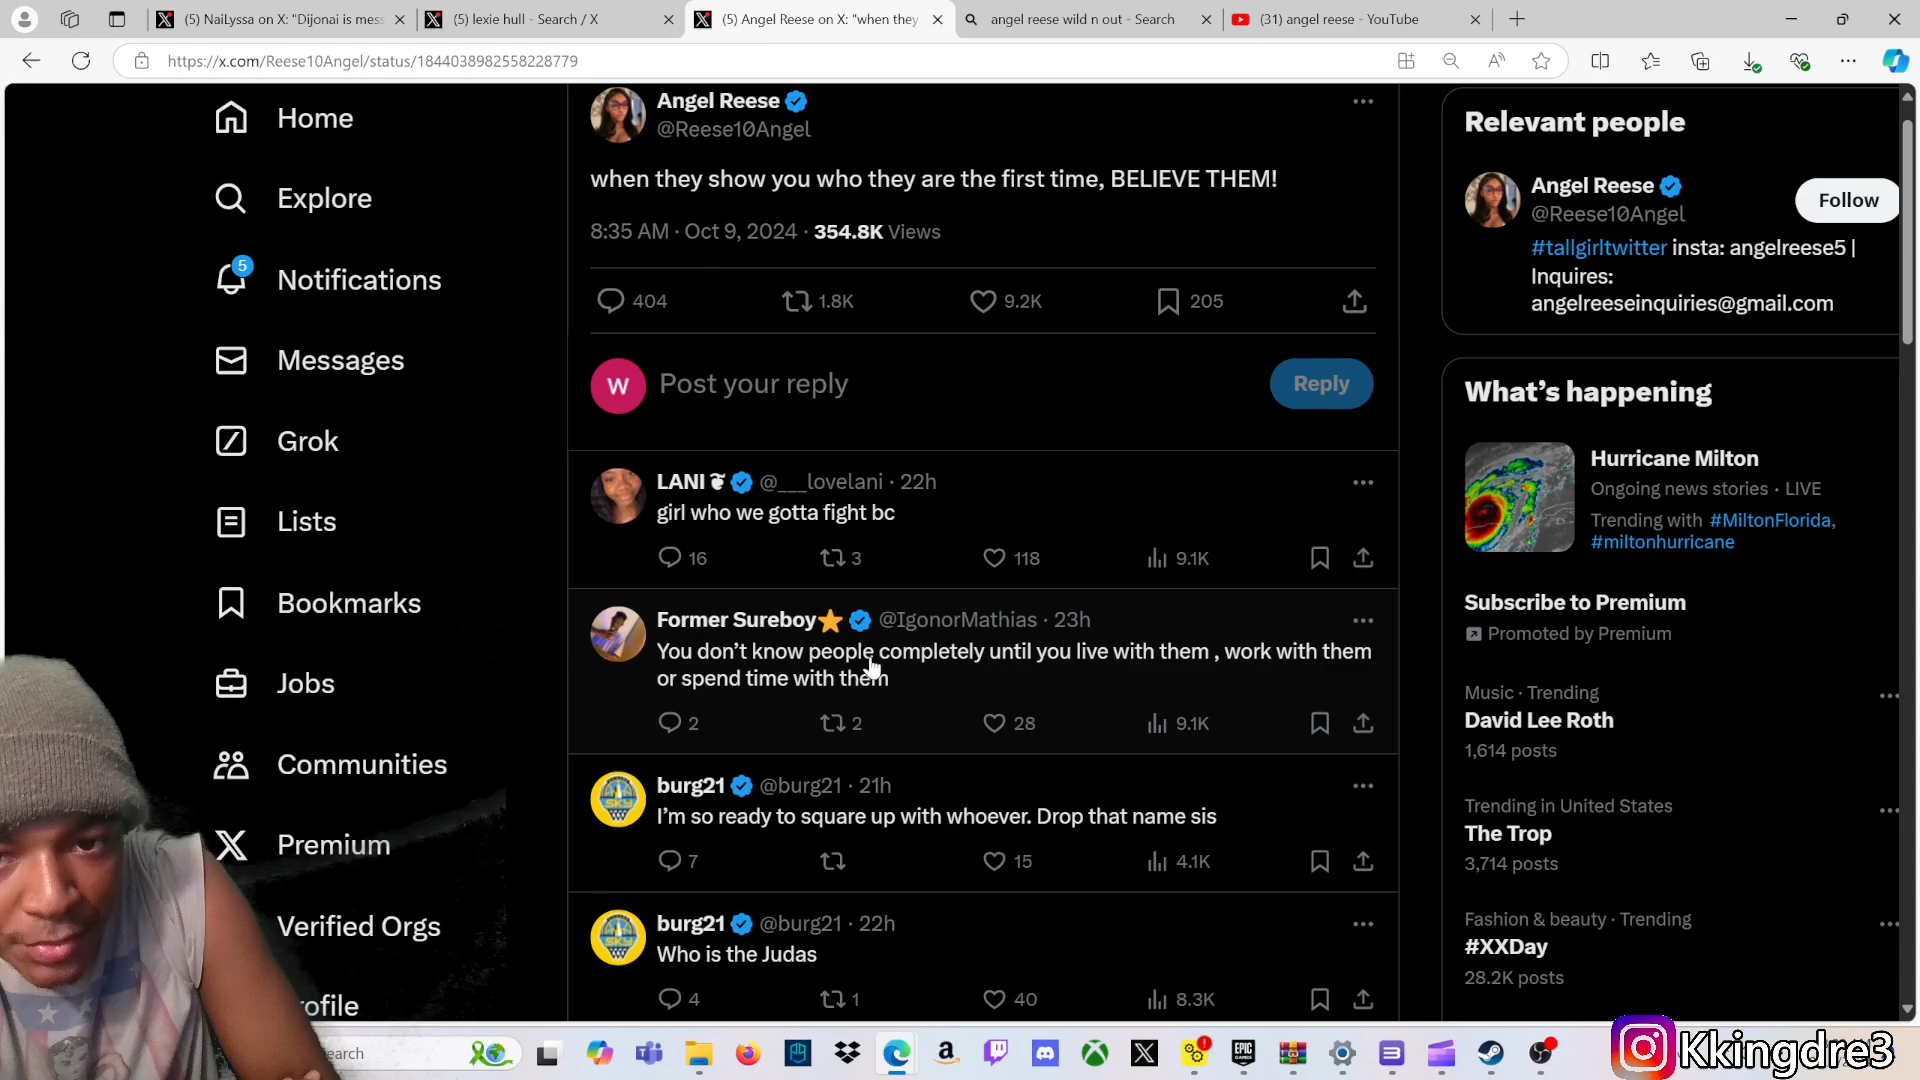 (5) NaiLyssa on X: "Dijonai is mess
(5) lexie hull - Search / X
(5) Angel Reese on X: "when they
angel reese wild n out - Search
(31) angel reese - YouTube
https://x.com/Reese10Angel/status/1844038982558228779
Home
Explore
5
Notifications
Messages
Grok
Lists
Bookmarks
Jobs
Communities
Premium
Verified Orgs
rofile
Angel Reese
@Reese10Angel
when they show you who they are the first time, BELIEVE THEM!
8:35 AM · Oct 9, 2024 · 354.8K Views
404 1.8K 9.2K 205
W Post your reply Reply
LANI @___lovelani · 22h
girl who we gotta fight bc
16 3 118 9.1K
Former Sureboy⭐ @IgonorMathias · 23h
You don't know people completely until you live with them , work with them
or spend time with them
2 2 28 9.1K
burg21 @burg21 · 21h
I'm so ready to square up with whoever. Drop that name sis
7 15 4.1K
burg21 @burg21 · 22h
Who is the Judas
4 1 40 8.3K
Relevant people
Angel Reese
@Reese10Angel
Follow
#tallgirltwitter insta: angelreese5 |
Inquires:
angelreeseinquiries@gmail.com
What's happening
Hurricane Milton
Ongoing news stories · LIVE
Trending with #MiltonFlorida,
#miltonhurricane
Subscribe to Premium
Promoted by Premium
Music · Trending
David Lee Roth
1,614 posts
Trending in United States
The Trop
3,714 posts
Fashion & beauty · Trending
#XXDay
28.2K posts
earch
Kkingdre3